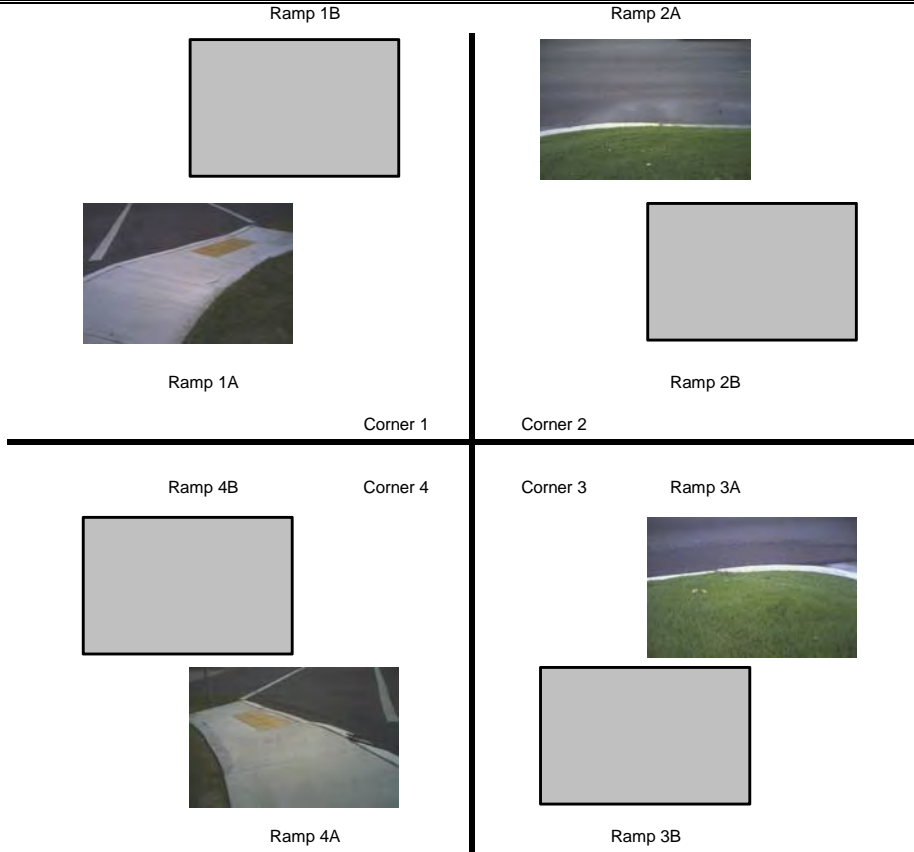 Ramp 1B
Ramp 2A
Ramp 1A
Ramp 2B
Corner 1
Corner 2
Ramp 4B
Corner 4
Corner 3
Ramp 3A
Ramp 4A
Ramp 3B